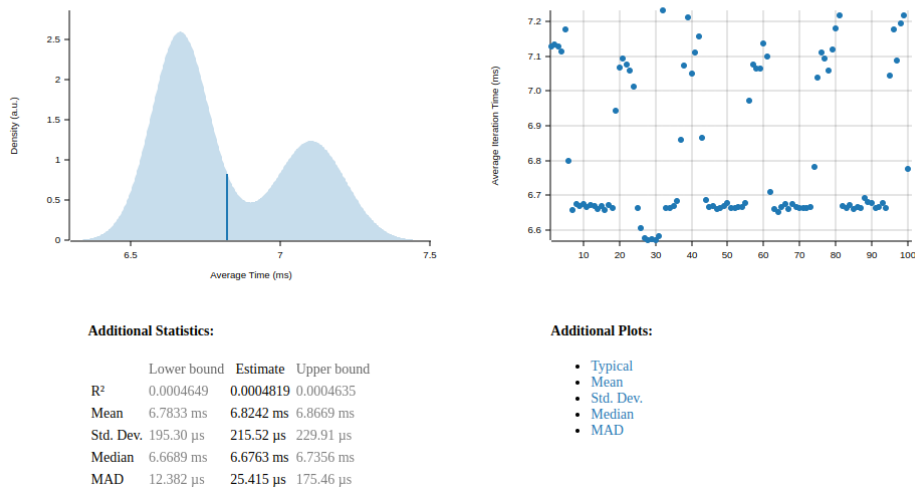 Density (a.u.)
2.5
2
1.5
1
0.5
0
6.5
7
7.5
Average Time (ms)
Average Iteration Time (ms)
7.2
7.1
7.0
6.9
6.8
6.7
6.6
10 20 30 40 50 60 70 80 90 100
Additional Statistics:
Lower bound Estimate Upper bound
R² 0.0004649 0.0004819 0.0004635
Mean 6.7833 ms 6.8242 ms 6.8669 ms
Std. Dev. 195.30 µs 215.52 µs 229.91 µs
Median 6.6689 ms 6.6763 ms 6.7356 ms
MAD 12.382 µs 25.415 µs 175.46 µs
Additional Plots:
Typical
Mean
Std. Dev.
Median
MAD